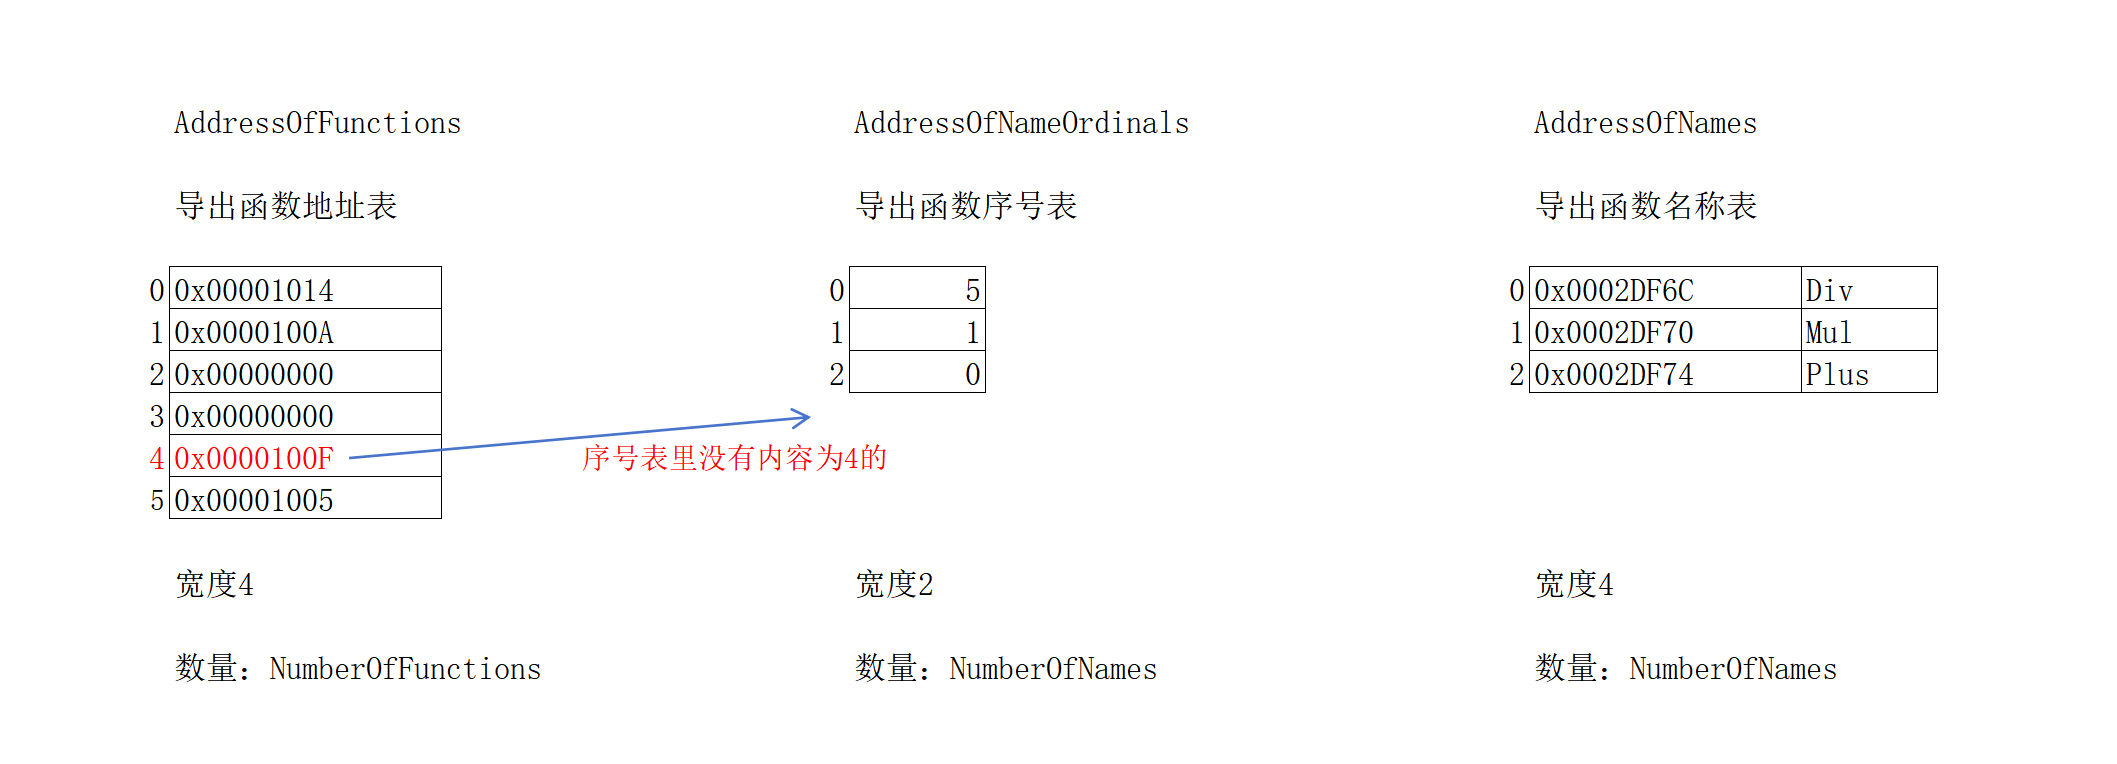 AddressOfFunctions AddressOfNameOrdinals AddressOfNames
导出函数地址表 导出函数序号表 导出函数名称表
0 0x00001014 0 5 0 0x0002DF6C Div
1 0x0000100A 1 1 1 0x0002DF70 Mul
2 0x00000000 2 0 2 0x0002DF74 Plus
3 0x00000000
4 0x0000100F 序号表里没有内容为4的
5 0x00001005
宽度4 宽度2 宽度4
数量：NumberOfFunctions 数量：NumberOfNames 数量：NumberOfNames